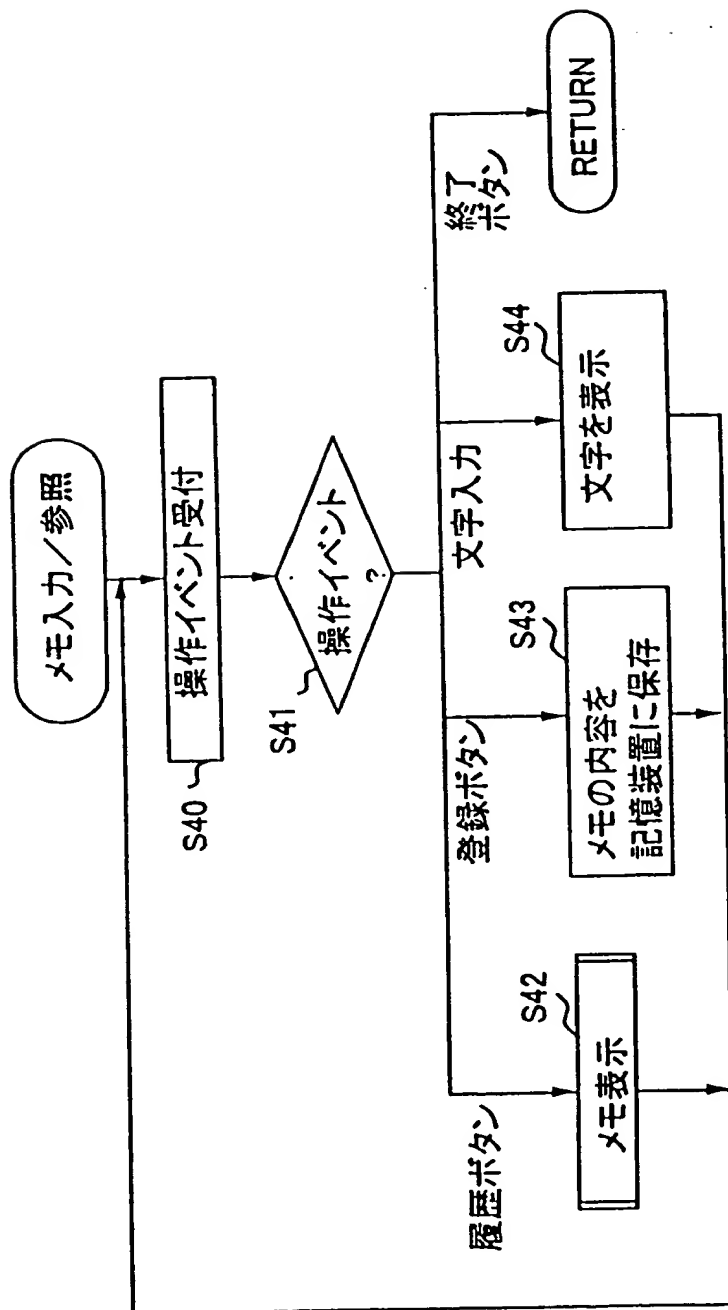 メモ入力／参照
操作イベント受付
S40
操作イベント
?
S41
履歴ボタン
登録ボタン
文字入力
終了
ボタン
S42
メモ表示
S43
メモの内容を
記憶装置に保存
S44
文字を表示
RETURN